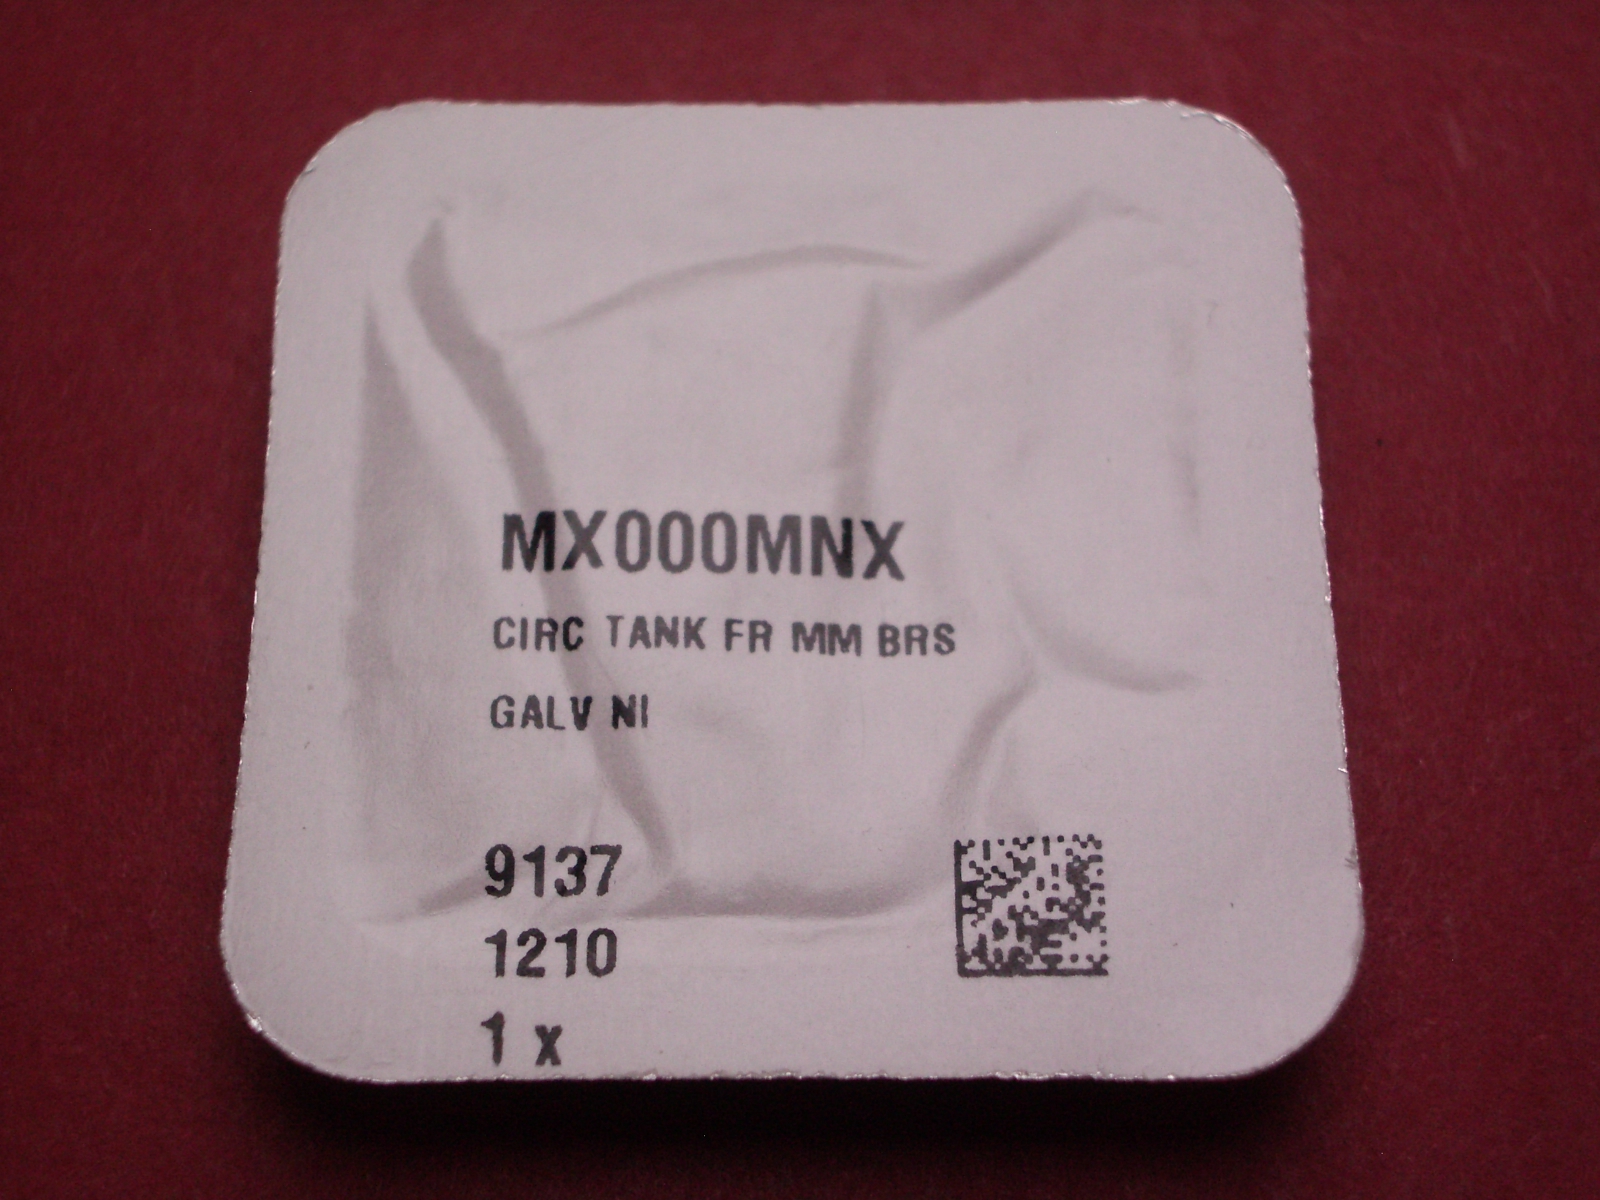 MX000MNX
CIRC TANK FR MM BRS
GALV NI
9137
1210
1 x